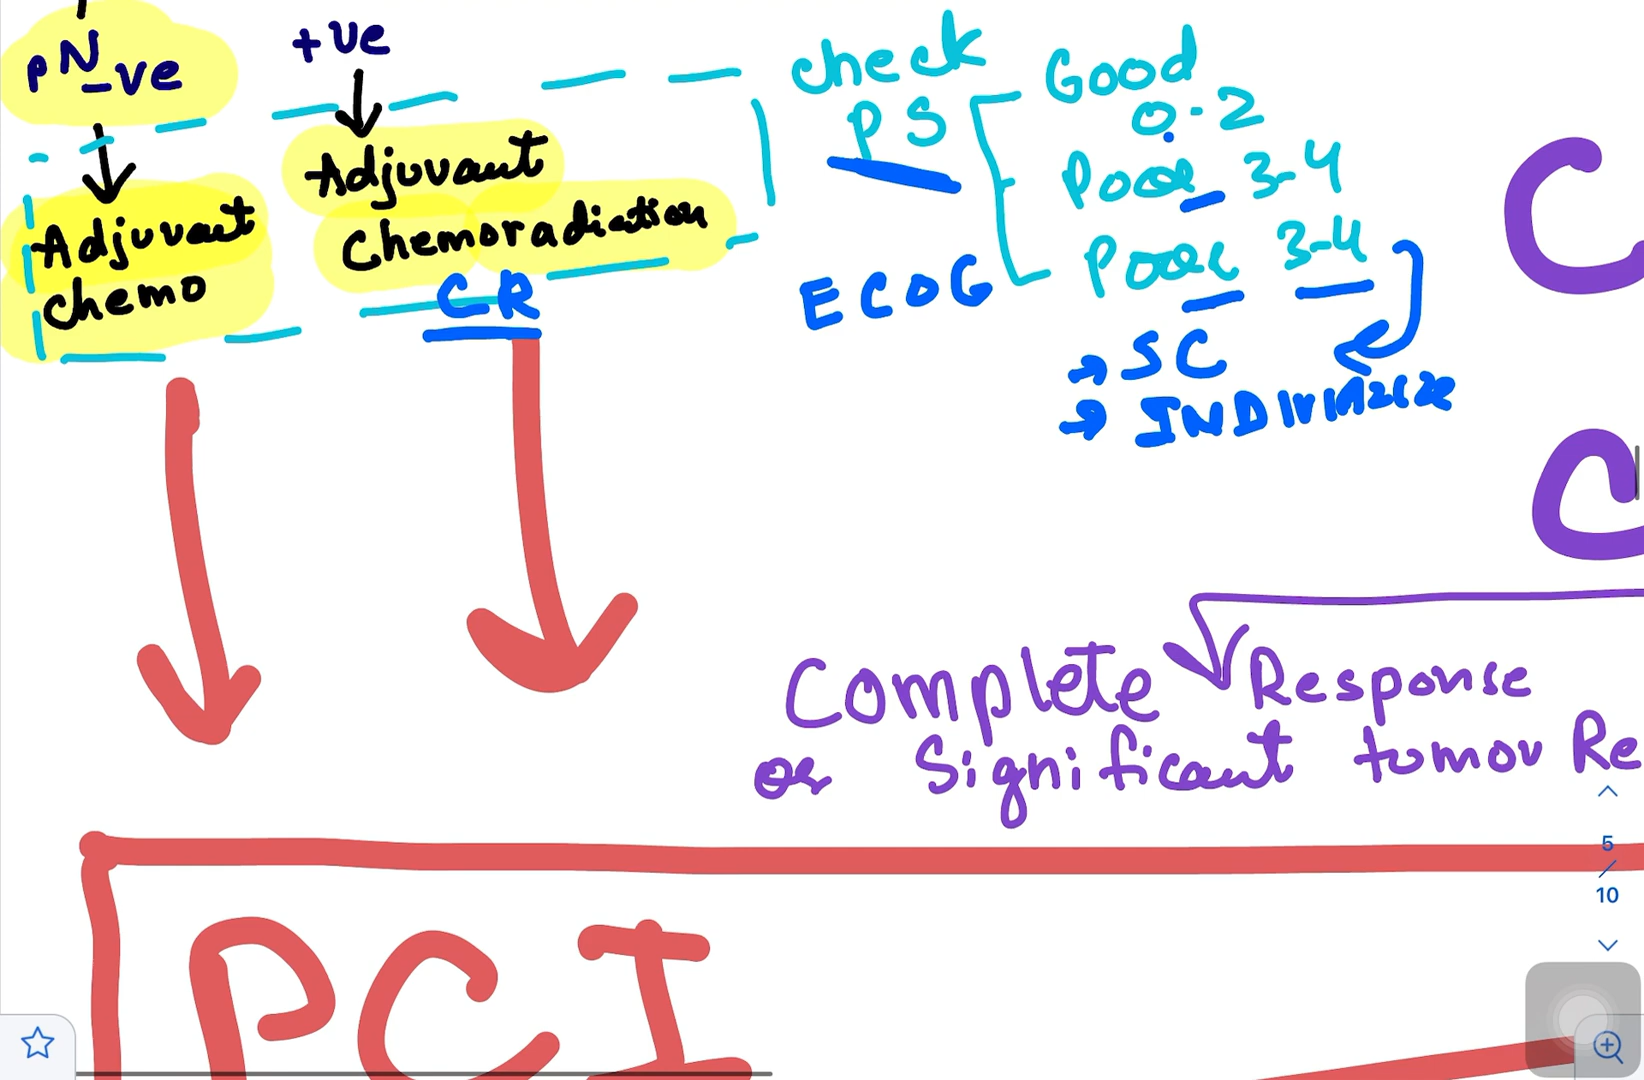 pN -ve
+ve
Adjuvant
chemo
Adjuvant
Chemoradiation
CR
check
PS
ECOG
Good
0-2
Poor 3-4
Poor 3-4
→ SC
→
C
C
Complete Response
or Significant tumor Re
PCI
5
/
10